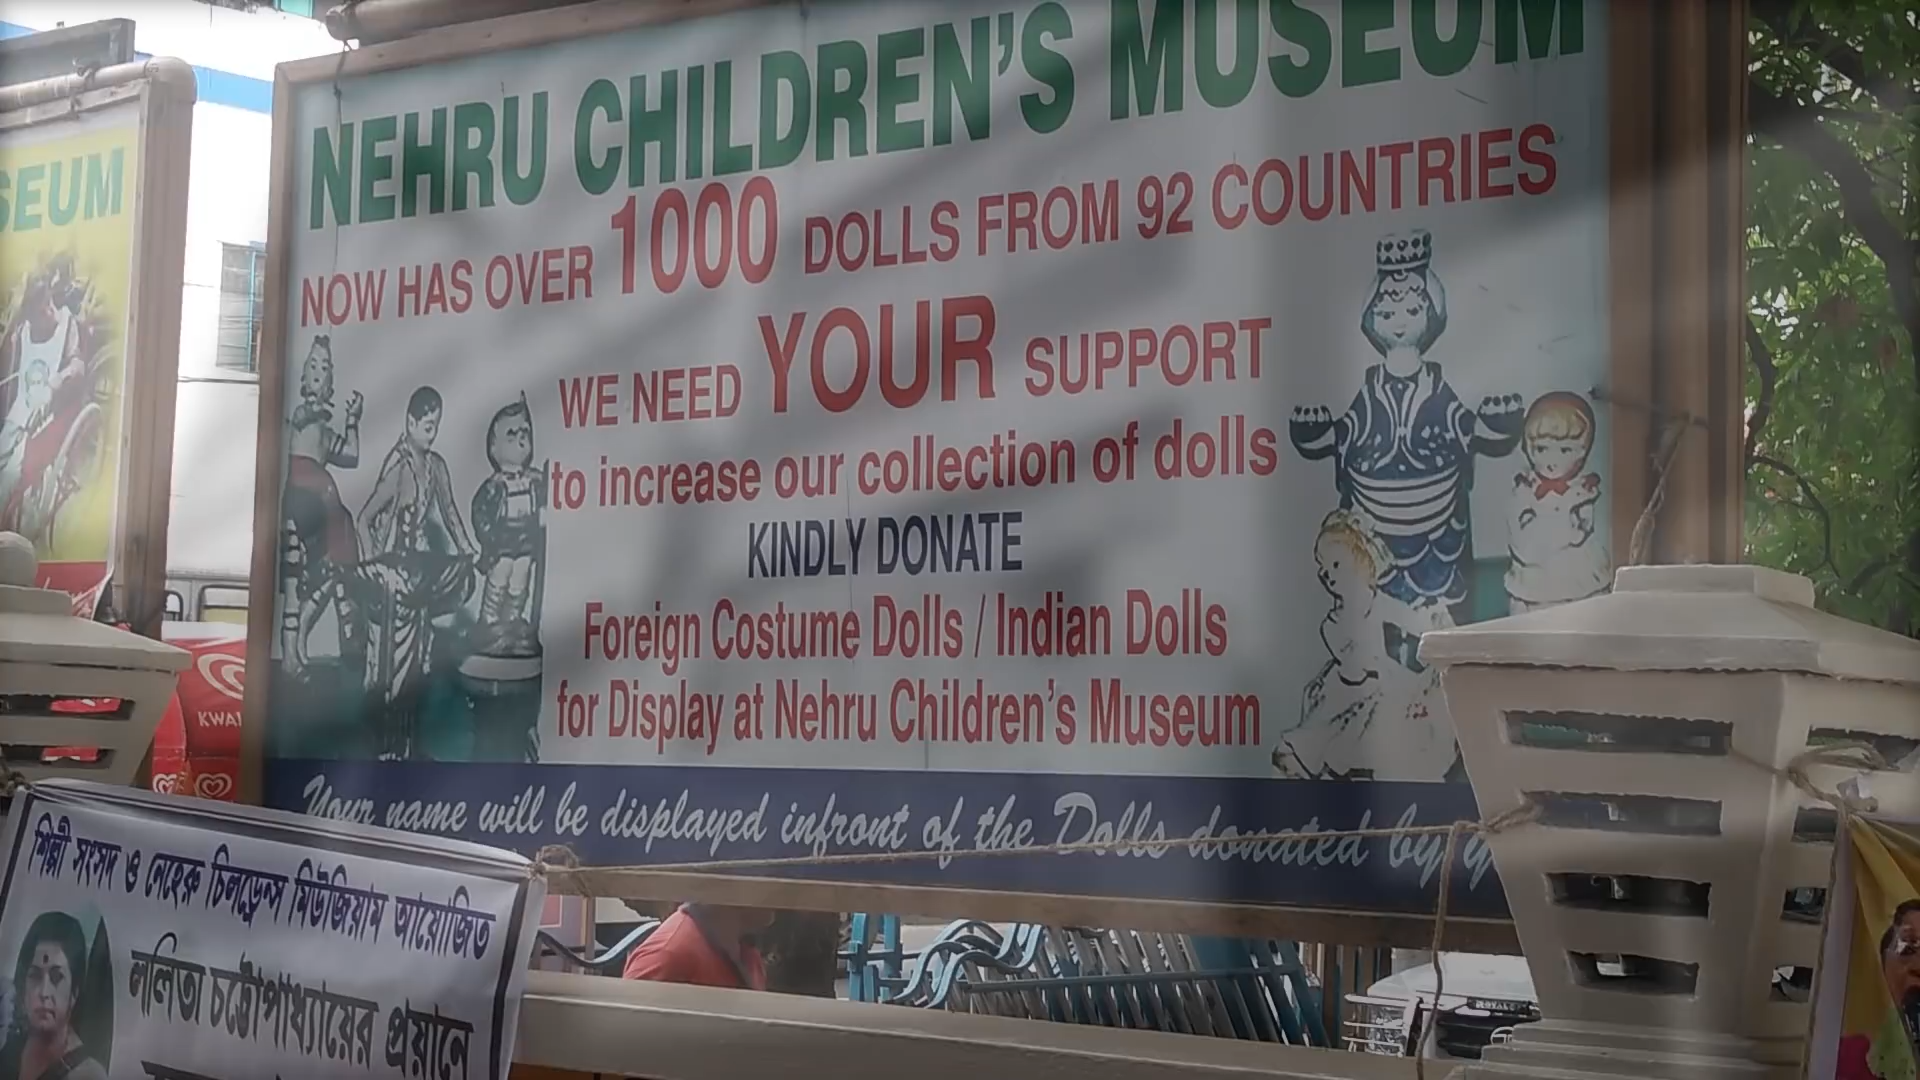 NEHRU CHILDREN'S MUSEUM
NOW HAS OVER 1000 DOLLS FROM 92 COUNTRIES
WE NEED YOUR SUPPORT
to increase our collection of dolls
KINDLY DONATE
Foreign Costume Dolls / Indian Dolls
for Display at Nehru Children's Museum
Your name will be displayed infront of the Dolls donated by
SEUM
KWAL
শিল্পী সংসদ ও নেহেরু চিলড্রেন্স মিউজিয়াম আয়োজিত
ললিতা চট্টোপাধ্যায়ের প্রয়াণে